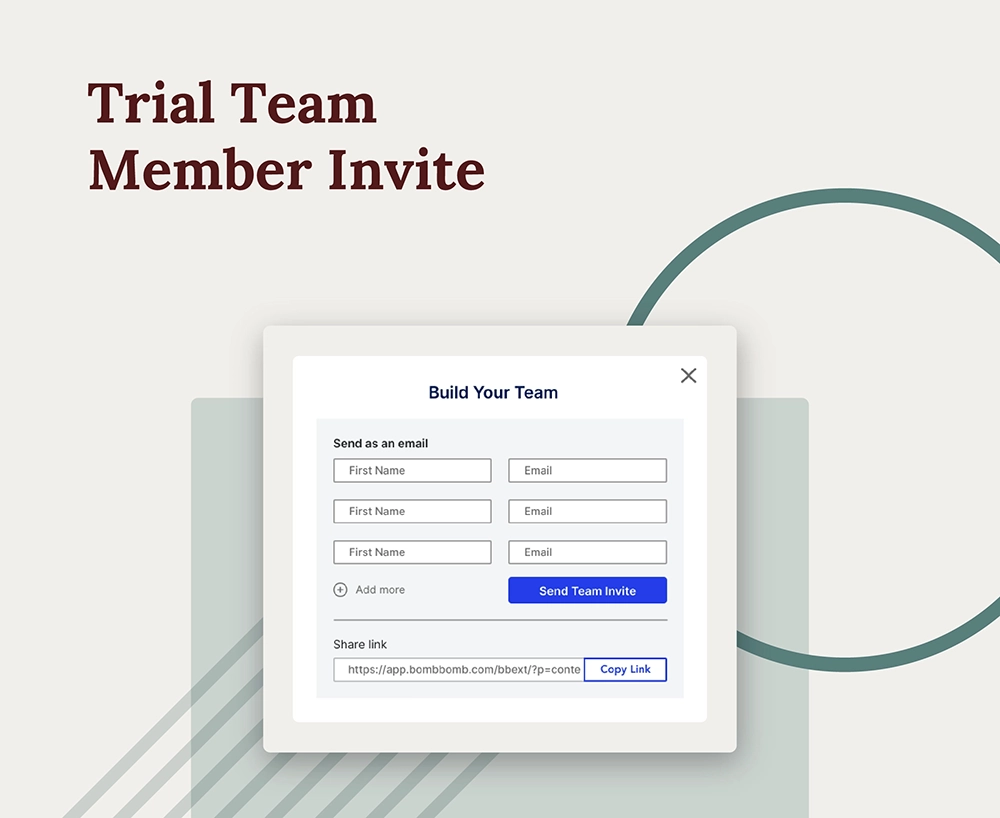 Trial Team
Member Invite
Build Your Team
Send as an email
First Name Email
First Name Email
First Name Email
Add more Send Team Invite
Share link
https://app.bombbomb.com/bbext/?p=conte Copy Link